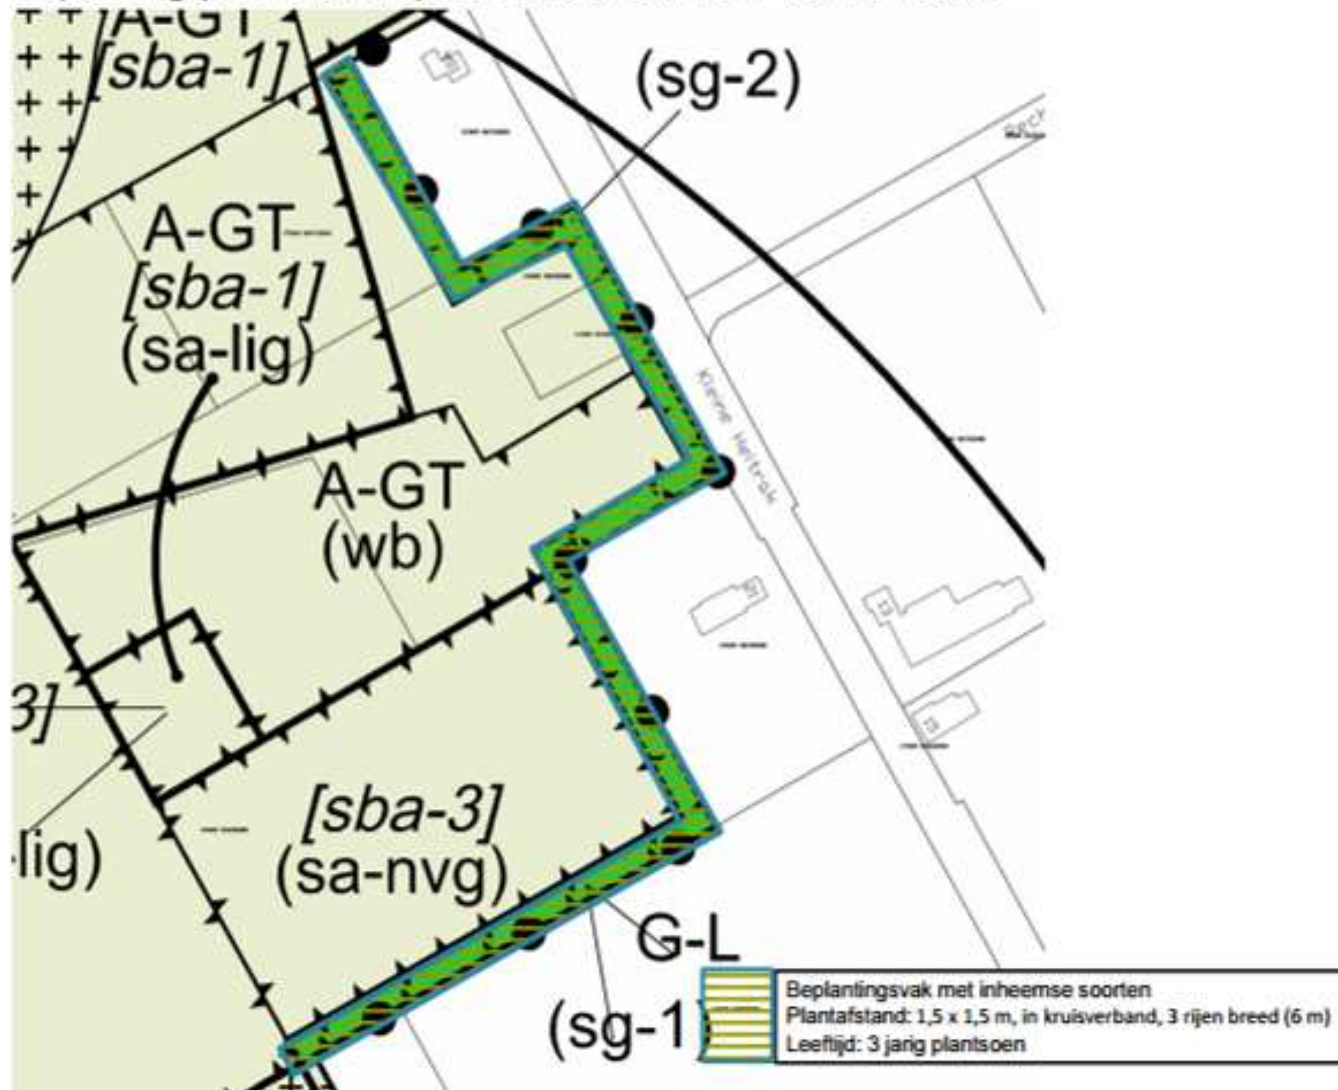 A-GT
[sba-1]
(sg-2)
A-GT
[sba-1]
(sa-lig)
Kleine Heitrak
A-GT
(wb)
13
3]
15
[sba-3]
(sa-nvg)
-lig)
G-L
(sg-1)
Beplantingsvak met inheemse soorten
Plantafstand: 1,5 x 1,5 m, in kruisverband, 3 rijen breed (6 m)
Leeftijd: 3 jarig plantsoen